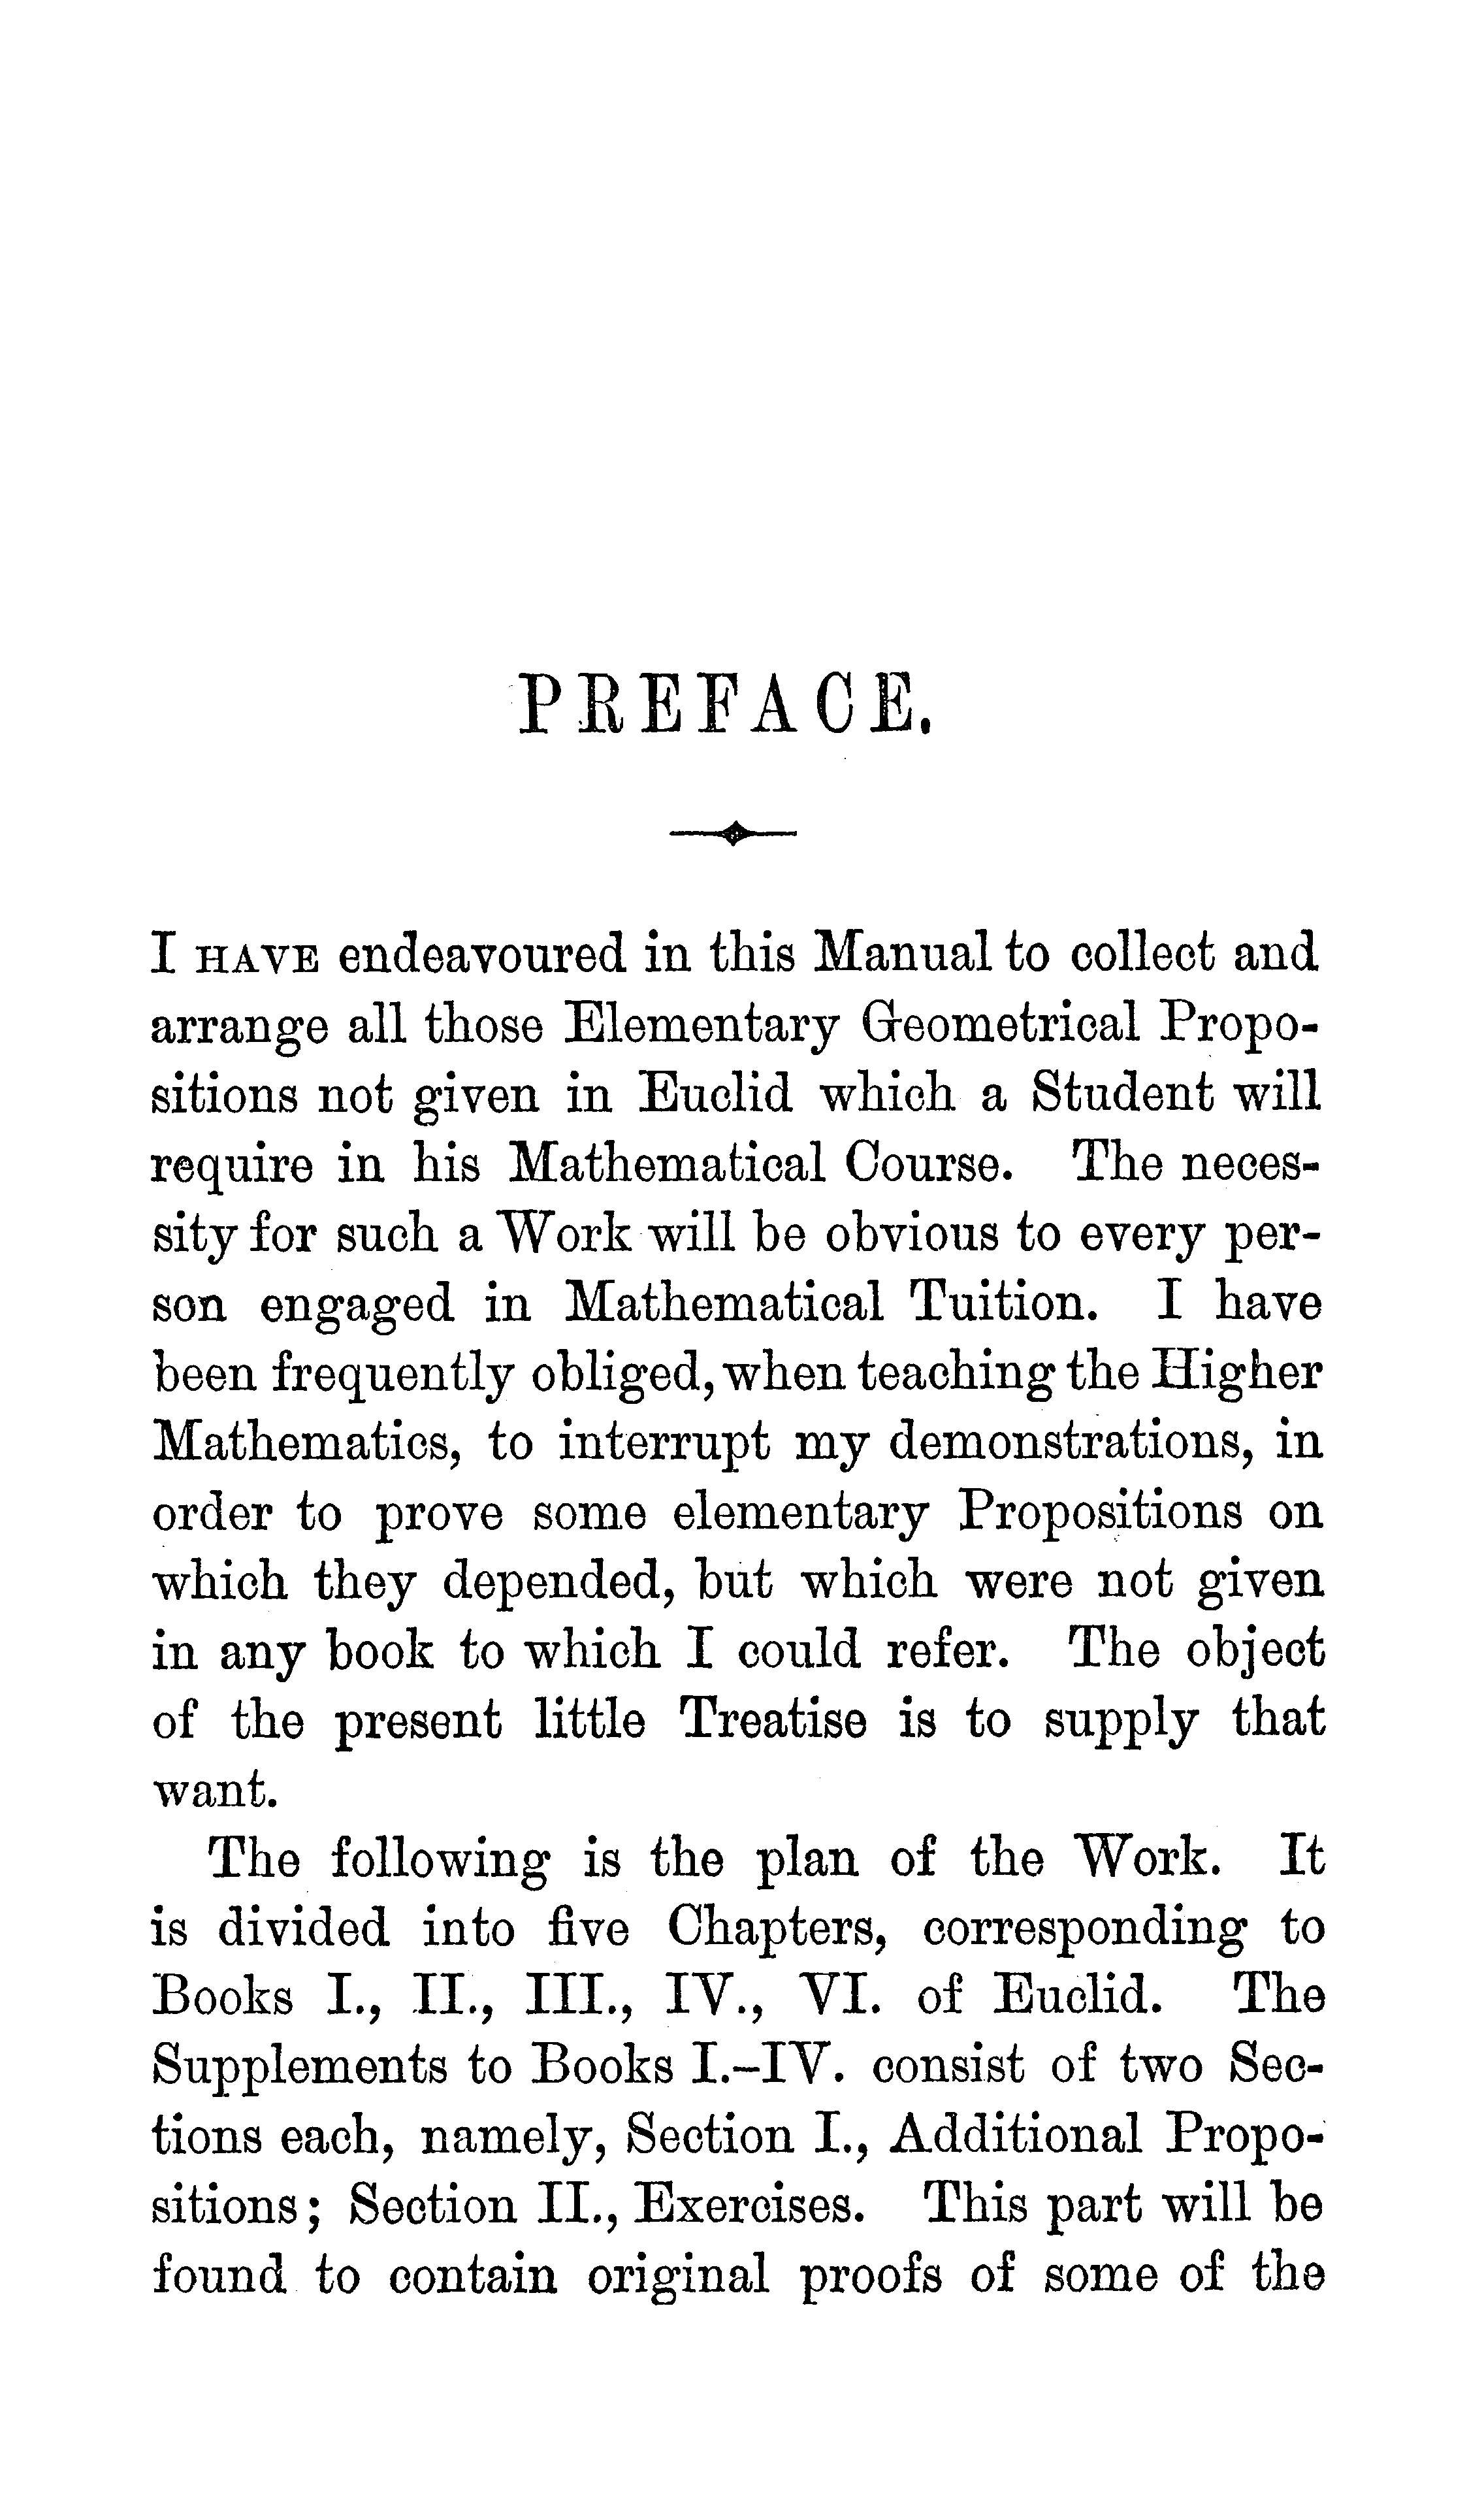 PREFACE.
I HAVE endeavoured in this Manual to collect and
arrange all those Elementary Geometrical Propo-
sitions not given in Euclid which a Student will
require in his Mathematical Course. The neces-
sity for such a Work will be obvious to every per-
son engaged in Mathematical Tuition. I have
been frequently obliged, when teaching the Higher
Mathematics, to interrupt my demonstrations, in
order to prove some elementary Propositions on
which they depended, but which were not given
in any book to which I could refer. The object
of the present little Treatise is to supply that
want.
The following is the plan of the Work. It
is divided into five Chapters, corresponding to
Books I., II., III., IV., VI. of Euclid. The
Supplements to Books I.–IV. consist of two Sec-
tions each, namely, Section I., Additional Propo-
sitions; Section II., Exercises. This part will be
found to contain original proofs of some of the